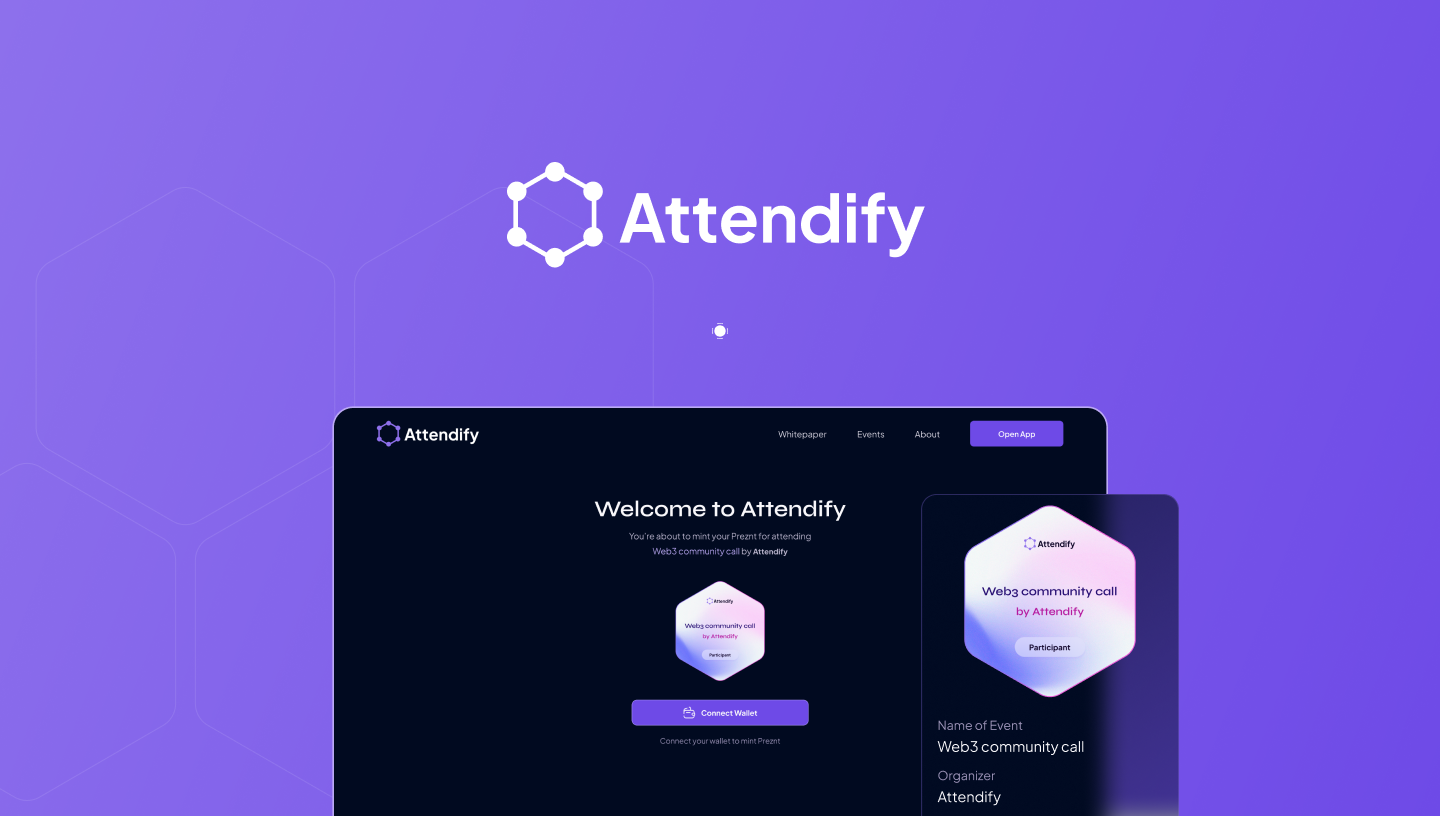 Attendify
Attendify
Whitepaper
Events
About
Open App
Welcome to Attendify
You're about to mint your Preznt for attending
Web3 community call by Attendify
Attendify
Web3 community call
by Attendify
Participant
Connect Wallet
Connect your wallet to mint Preznt
Attendify
Web3 community call
by Attendify
Participant
Name of Event
Web3 community call
Organizer
Attendify